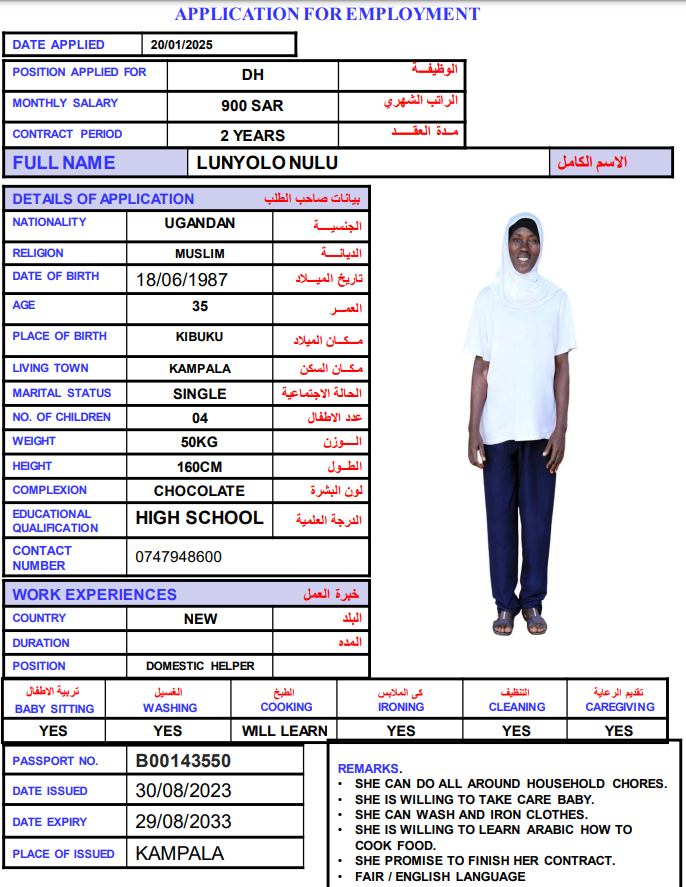 APPLICATION FOR EMPLOYMENT
DATE APPLIED 20/01/2025
POSITION APPLIED FOR DH الوظيفـــة
MONTHLY SALARY 900 SAR الراتب الشهري
CONTRACT PERIOD 2 YEARS مــدة العقــــد
FULL NAME LUNYOLO NULU الاسم الكامل
DETAILS OF APPLICATION بيانات صاحب الطلب
NATIONALITY UGANDAN الجنسيـــة
RELIGION MUSLIM الديانـــة
DATE OF BIRTH 18/06/1987 تاريخ الميـــلاد
AGE 35 العمــر
PLACE OF BIRTH KIBUKU مــكــان الميلاد
LIVING TOWN KAMPALA مكــان السكن
MARITAL STATUS SINGLE الحالة الاجتماعية
NO. OF CHILDREN 04 عدد الاطفال
WEIGHT 50KG الــــوزن
HEIGHT 160CM الطــول
COMPLEXION CHOCOLATE لون البشرة
EDUCATIONAL QUALIFICATION HIGH SCHOOL الدرجة العلمية
CONTACT NUMBER 0747948600
WORK EXPERIENCES خبرة العمل
COUNTRY NEW البلد
DURATION المده
POSITION DOMESTIC HELPER
تربية الاطفال الغسيل الطبخ كى الملابس التنظيف تقديم الرعاية
BABY SITTING WASHING COOKING IRONING CLEANING CAREGIVING
YES YES WILL LEARN YES YES YES
PASSPORT NO. B00143550
DATE ISSUED 30/08/2023
DATE EXPIRY 29/08/2033
PLACE OF ISSUED KAMPALA
REMARKS.
• SHE CAN DO ALL AROUND HOUSEHOLD CHORES.
• SHE IS WILLING TO TAKE CARE BABY.
• SHE CAN WASH AND IRON CLOTHES.
• SHE IS WILLING TO LEARN ARABIC HOW TO
COOK FOOD.
• SHE PROMISE TO FINISH HER CONTRACT.
• FAIR / ENGLISH LANGUAGE